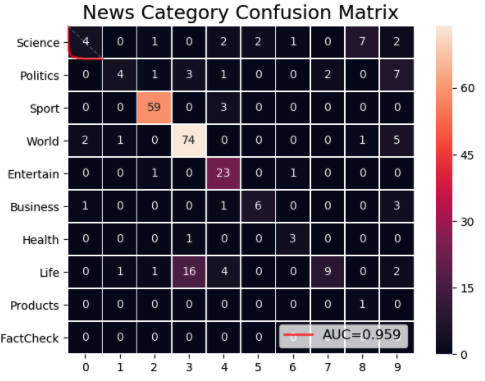 News Category Confusion Matrix
Science 4 0 1 0 2 2 1 0 7 2
Politics 0 4 1 3 1 0 0 2 0 7
Sport 0 0 59 0 3 0 0 0 0 0
World 2 1 0 74 0 0 0 0 1 5
Entertain 0 0 1 0 23 0 1 0 0 0
Business 1 0 0 0 1 6 0 0 0 3
Health 0 0 0 1 0 0 3 0 0 0
Life 0 1 1 16 4 0 0 9 0 2
Products 0 0 0 0 0 0 0 0 1 0
FactCheck 0 0 0 0 0 0
AUC=0.959
0 1 2 3 4 5 6 7 8 9
60
45
30
15
0